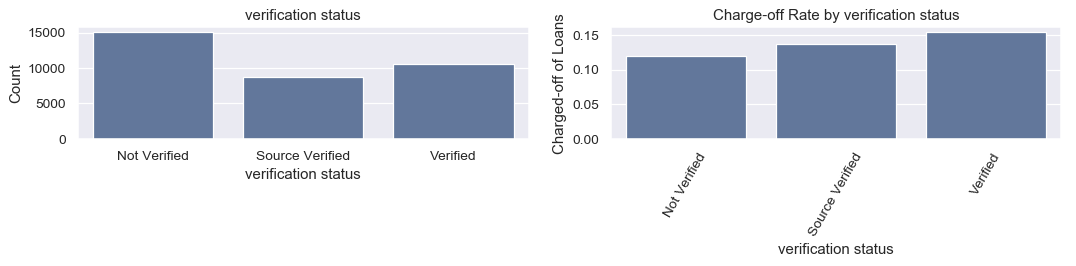 verification status
Count
15000
10000
5000
0
Not Verified
Source Verified
Verified
verification status
Charge-off Rate by verification status
Charged-off of Loans
0.15
0.10
0.05
0.00
Not Verified
Source Verified
Verified
verification status